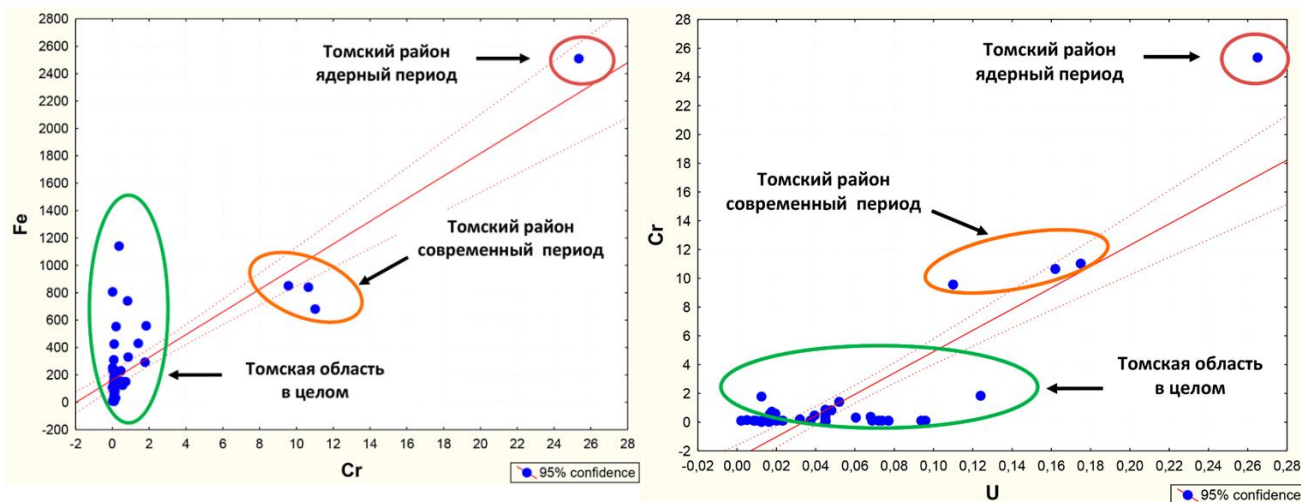 2800
2600
2400
2200
2000
1800
1600
1400
1200
1000
800
600
400
200
0
-200
Fe
-2 0 2 4 6 8 10 12 14 16 18 20 22 24 26 28
Cr
Томский район
ядерный период
Томский район
современный период
Томская область
в целом
95% confidence
28
26
24
22
20
18
16
14
12
10
8
6
4
2
0
-2
Cr
-0,02 0,00 0,02 0,04 0,06 0,08 0,10 0,12 0,14 0,16 0,18 0,20 0,22 0,24 0,26 0,28
U
Томский район
ядерный период
Томский район
современный период
Томская область
в целом
95% confidence